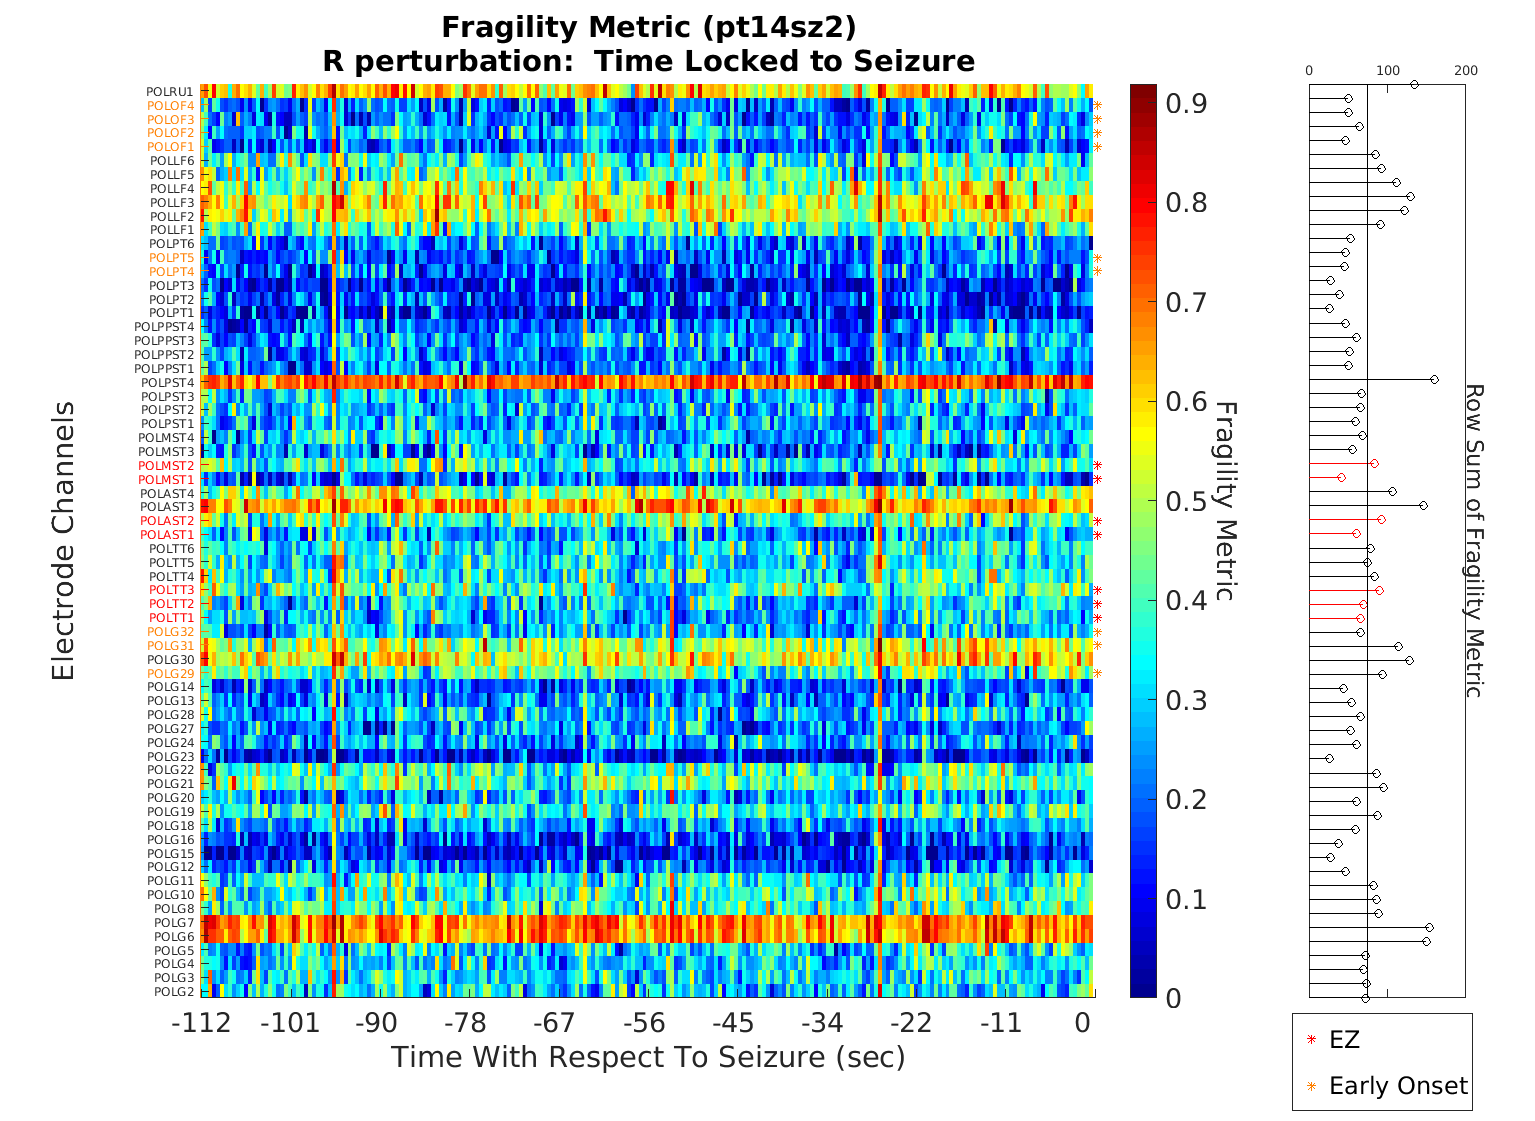 Fragility Metric (pt14sz2)
R perturbation:  Time Locked to Seizure
Electrode Channels
POLRU1
POLOF4
POLOF3
POLOF2
POLOF1
POLLF6
POLLF5
POLLF4
POLLF3
POLLF2
POLLF1
POLPT6
POLPT5
POLPT4
POLPT3
POLPT2
POLPT1
POLPPST4
POLPPST3
POLPPST2
POLPPST1
POLPST4
POLPST3
POLPST2
POLPST1
POLMST4
POLMST3
POLMST2
POLMST1
POLAST4
POLAST3
POLAST2
POLAST1
POLTT6
POLTT5
POLTT4
POLTT3
POLTT2
POLTT1
POLG32
POLG31
POLG30
POLG29
POLG14
POLG13
POLG28
POLG27
POLG24
POLG23
POLG22
POLG21
POLG20
POLG19
POLG18
POLG16
POLG15
POLG12
POLG11
POLG10
POLG8
POLG7
POLG6
POLG5
POLG4
POLG3
POLG2
-112 -101 -90 -78 -67 -56 -45 -34 -22 -11 0
Time With Respect To Seizure (sec)
0.9
0.8
0.7
0.6
0.5
0.4
0.3
0.2
0.1
0
Fragility Metric
0 100 200
Row Sum of Fragility Metric
EZ
Early Onset